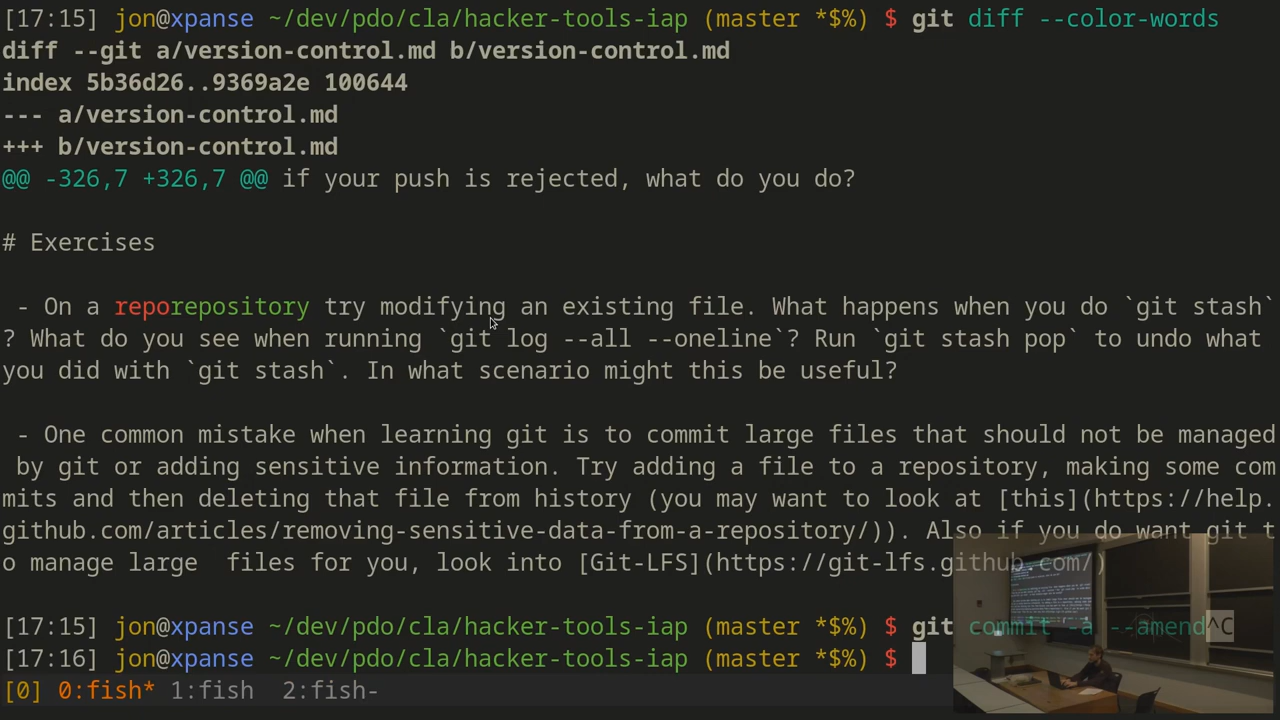 [17:15] jon@xpanse ~/dev/pdo/cla/hacker-tools-iap (master *$%) $ git diff --color-words
diff --git a/version-control.md b/version-control.md
index 5b36d26..9369a2e 100644
--- a/version-control.md
+++ b/version-control.md
@@ -326,7 +326,7 @@ if your push is rejected, what do you do?
# Exercises
- On a reporepository try modifying an existing file. What happens when you do `git stash`
? What do you see when running `git log --all --oneline`? Run `git stash pop` to undo what
you did with `git stash`. In what scenario might this be useful?
- One common mistake when learning git is to commit large files that should not be managed
by git or adding sensitive information. Try adding a file to a repository, making some com
mits and then deleting that file from history (you may want to look at [this](https://help.
github.com/articles/removing-sensitive-data-from-a-repository/)). Also if you do want git t
o manage large  files for you, look into [Git-LFS](https://git-lfs.github.com/)
[17:15] jon@xpanse ~/dev/pdo/cla/hacker-tools-iap (master *$%) $ git commit -a --amend^C
[17:16] jon@xpanse ~/dev/pdo/cla/hacker-tools-iap (master *$%) $
[0] 0:fish* 1:fish  2:fish-